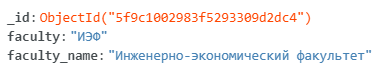 _id: ObjectId("5f9c1002983f5293309d2dc4")
faculty: "ИЭФ"
faculty_name: "Инженерно-экономический факультет"